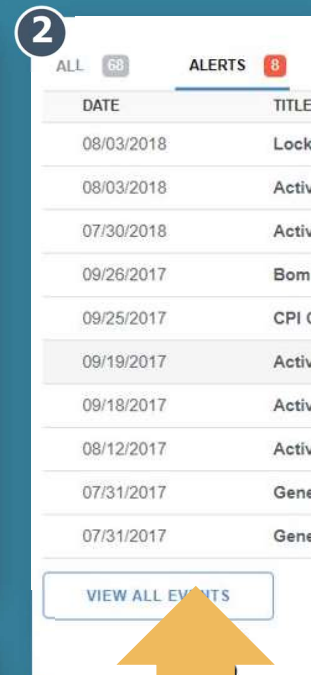 2
ALL 68 ALERTS 8
DATE TITLE
08/03/2018 Lock
08/03/2018 Activ
07/30/2018 Activ
09/26/2017 Bom
09/25/2017 CPI
09/19/2017 Activ
09/18/2017 Activ
08/12/2017 Activ
07/31/2017 Gene
07/31/2017 Gene
VIEW ALL EVENTS